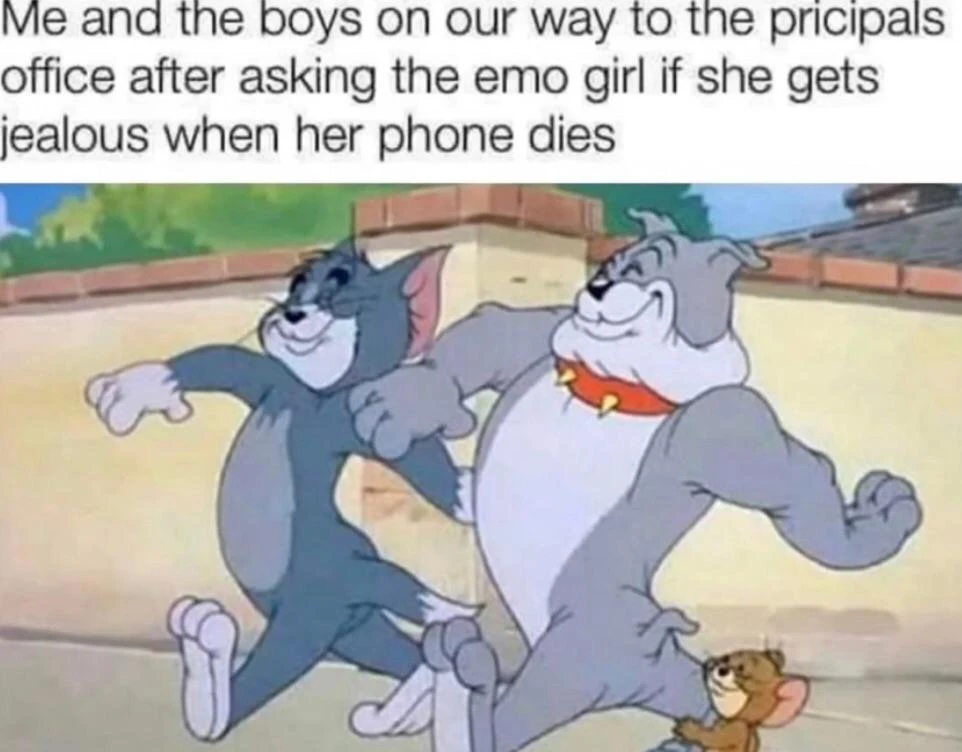 Me and the boys on our way to the pricipals
office after asking the emo girl if she gets
jealous when her phone dies